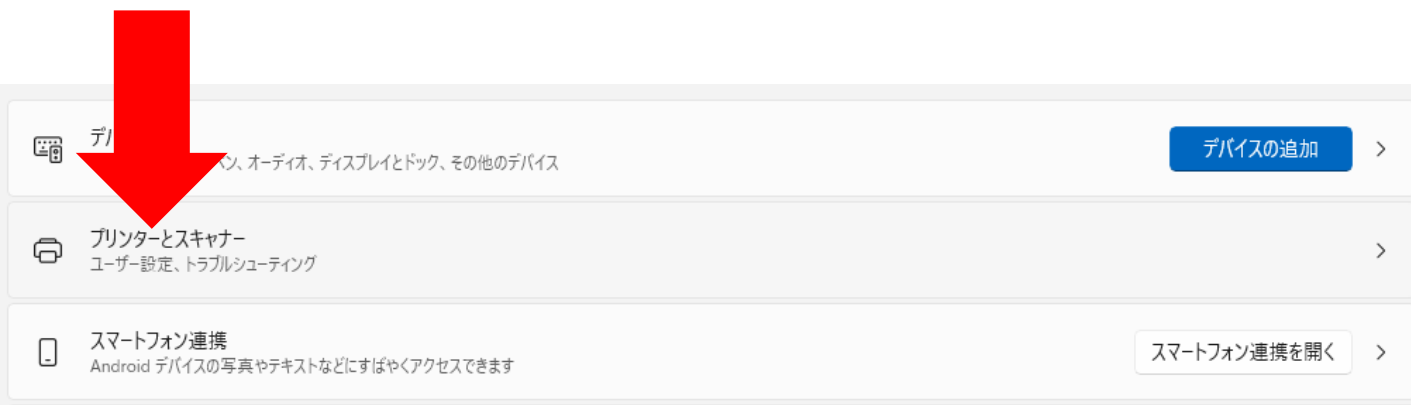 デバイスの追加
ペン、オーディオ、ディスプレイとドック、その他のデバイス
プリンターとスキャナー
ユーザー設定、トラブルシューティング
スマートフォン連携
スマートフォン連携を開く
Android デバイスの写真やテキストなどにすばやくアクセスできます